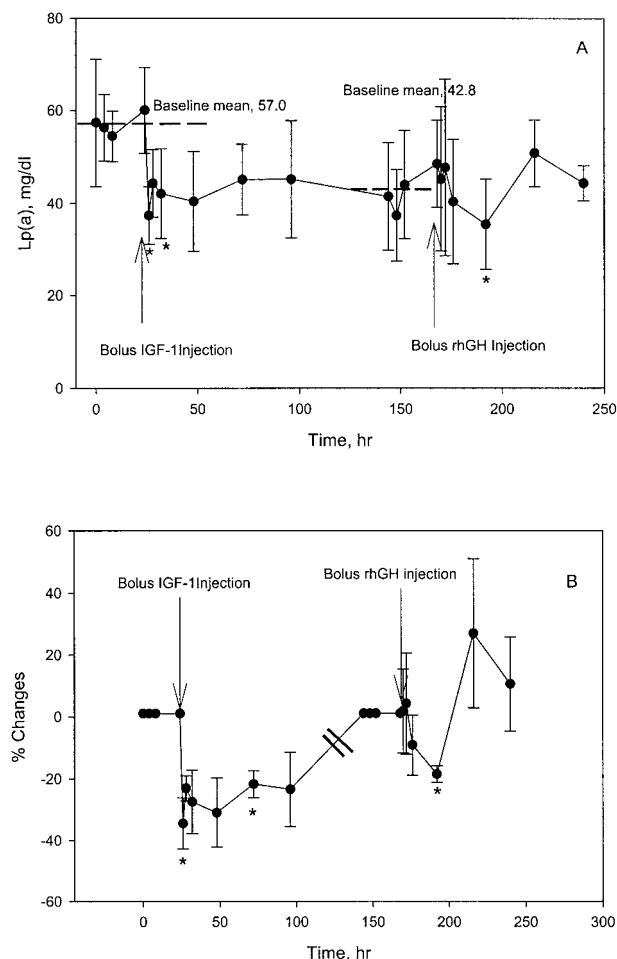 A
80
60
40
20
0
Lp(a), mg/dl
Baseline mean, 57.0
Baseline mean, 42.8
*
*
*
Bolus IGF-1Injection
Bolus rhGH Injection
0
50
100
150
200
250
Time, hr
B
60
40
20
0
-20
-40
-60
% Changes
Bolus IGF-1Injection
Bolus rhGH injection
*
*
*
0
50
100
150
200
250
300
Time, hr